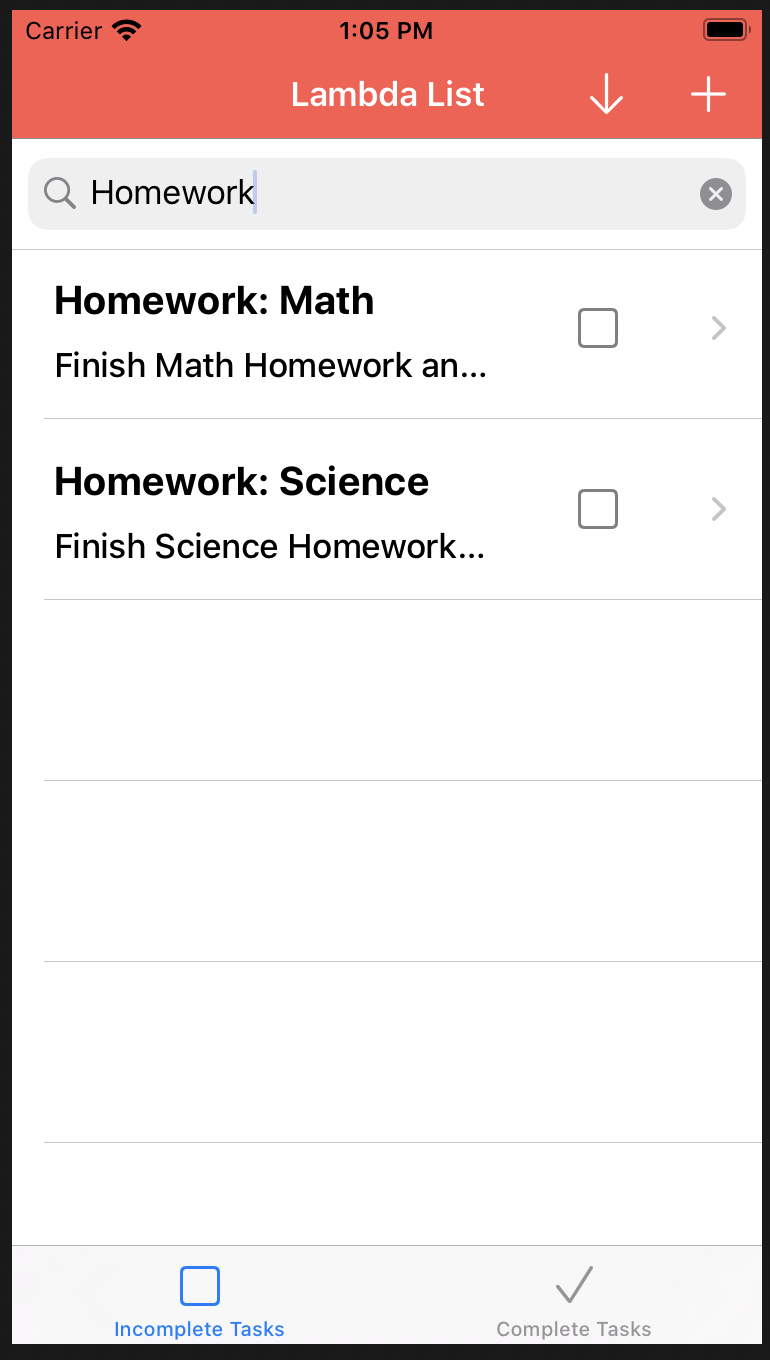 Carrier 1:05 PM
Lambda List
Homework
Homework: Math
Finish Math Homework an...
Homework: Science
Finish Science Homework...
Incomplete Tasks Complete Tasks